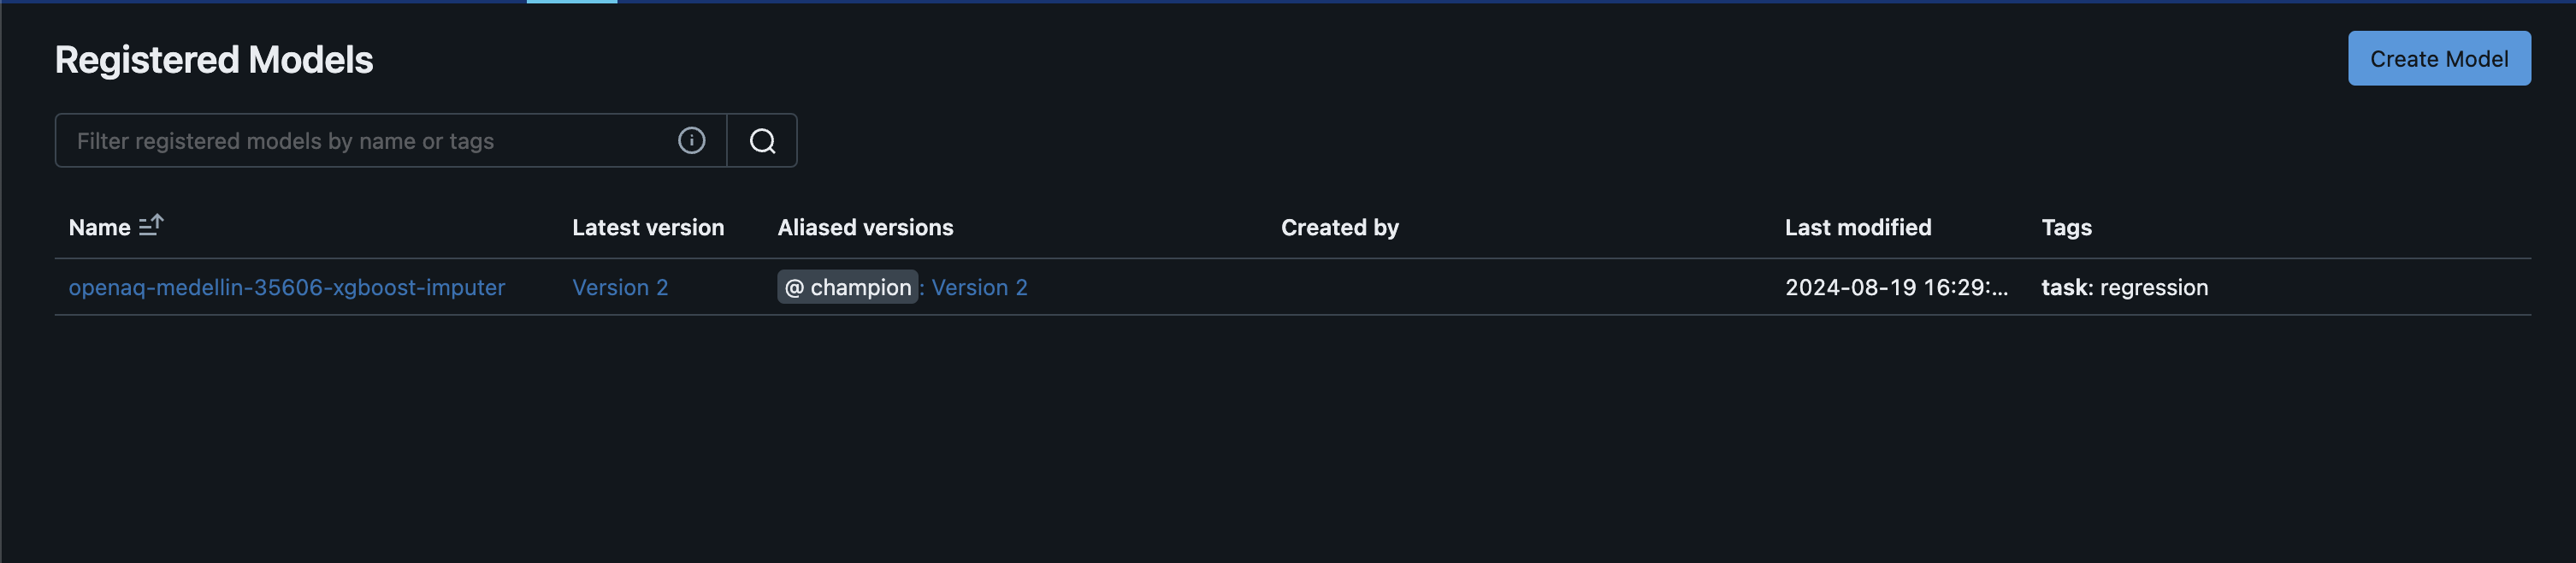 Registered Models
Create Model
Filter registered models by name or tags
Name Latest version Aliased versions Created by Last modified Tags
openaq-medellin-35606-xgboost-imputer Version 2 @ champion: Version 2 2024-08-19 16:29:... task: regression